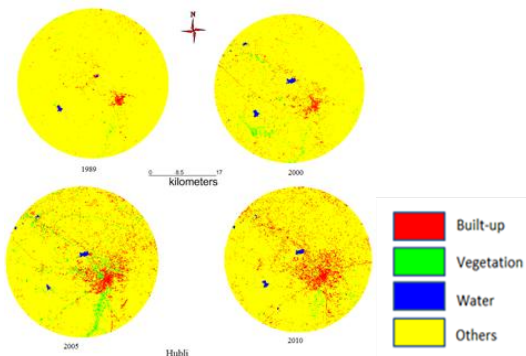 N
1989
2000
0 8.5 17
kilometers
2005
2010
Hubli
Built-up
Vegetation
Water
Others